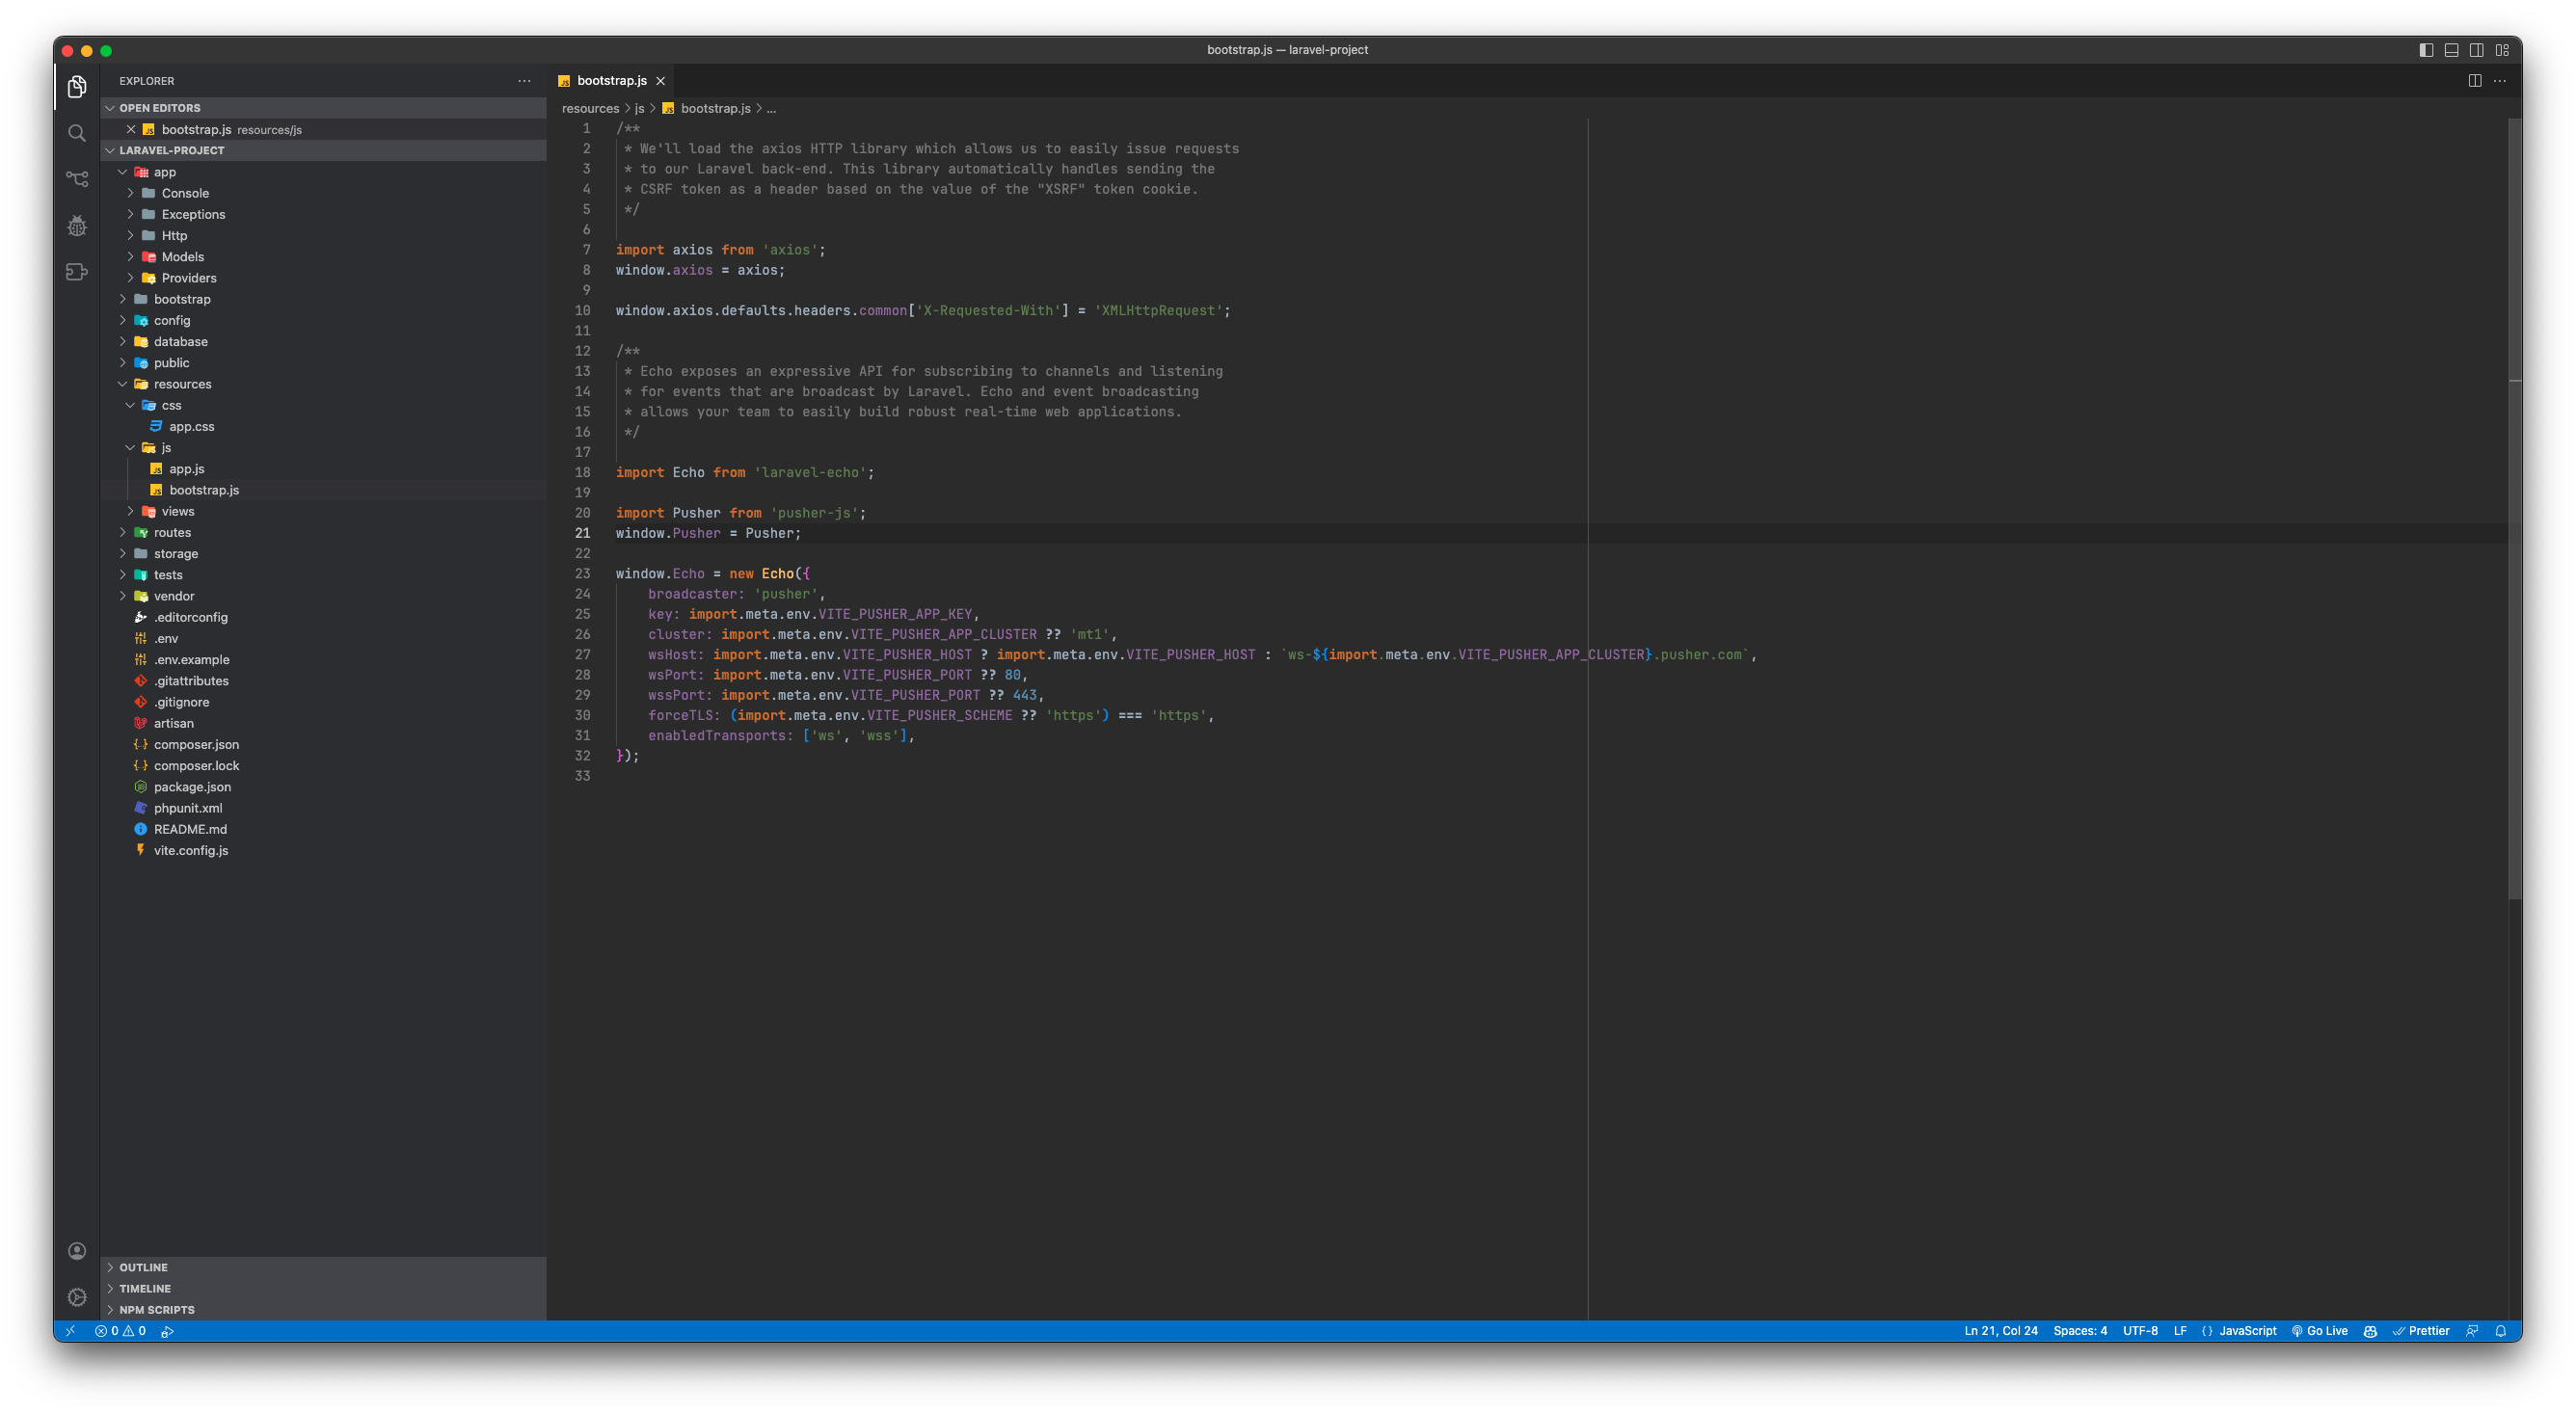 bootstrap.js — laravel-project
EXPLORER
OPEN EDITORS
bootstrap.js resources/js
LARAVEL-PROJECT
app
Console
Exceptions
Http
Models
Providers
bootstrap
config
database
public
resources
css
app.css
js
app.js
bootstrap.js
views
routes
storage
tests
vendor
.editorconfig
.env
.env.example
.gitattributes
.gitignore
artisan
composer.json
composer.lock
package.json
phpunit.xml
README.md
vite.config.js
OUTLINE
TIMELINE
NPM SCRIPTS
bootstrap.js
resources > js > bootstrap.js > ...
1 /**
2  * We'll load the axios HTTP library which allows us to easily issue requests
3  * to our Laravel back-end. This library automatically handles sending the
4  * CSRF token as a header based on the value of the "XSRF" token cookie.
5  */
6
7 import axios from 'axios';
8 window.axios = axios;
9
10 window.axios.defaults.headers.common['X-Requested-With'] = 'XMLHttpRequest';
11
12 /**
13  * Echo exposes an expressive API for subscribing to channels and listening
14  * for events that are broadcast by Laravel. Echo and event broadcasting
15  * allows your team to easily build robust real-time web applications.
16  */
17
18 import Echo from 'laravel-echo';
19
20 import Pusher from 'pusher-js';
21 window.Pusher = Pusher;
22
23 window.Echo = new Echo({
24     broadcaster: 'pusher',
25     key: import.meta.env.VITE_PUSHER_APP_KEY,
26     cluster: import.meta.env.VITE_PUSHER_APP_CLUSTER ?? 'mt1',
27     wsHost: import.meta.env.VITE_PUSHER_HOST ? import.meta.env.VITE_PUSHER_HOST : `ws-${import.meta.env.VITE_PUSHER_APP_CLUSTER}.pusher.com`,
28     wsPort: import.meta.env.VITE_PUSHER_PORT ?? 80,
29     wssPort: import.meta.env.VITE_PUSHER_PORT ?? 443,
30     forceTLS: (import.meta.env.VITE_PUSHER_SCHEME ?? 'https') === 'https',
31     enabledTransports: ['ws', 'wss'],
32 });
33
0 0
Ln 21, Col 24 Spaces: 4 UTF-8 LF {} JavaScript Go Live Prettier